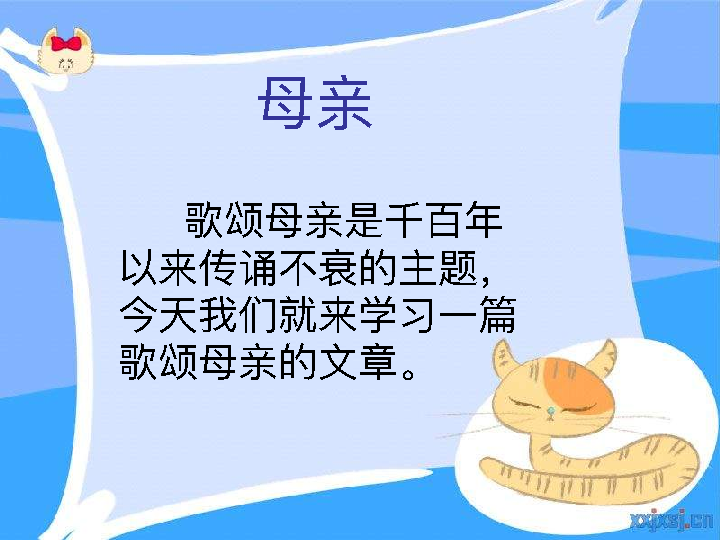 母亲
歌颂母亲是千百年
以来传诵不衰的主题，
今天我们就来学习一篇
歌颂母亲的文章。
xxjxsj.cn